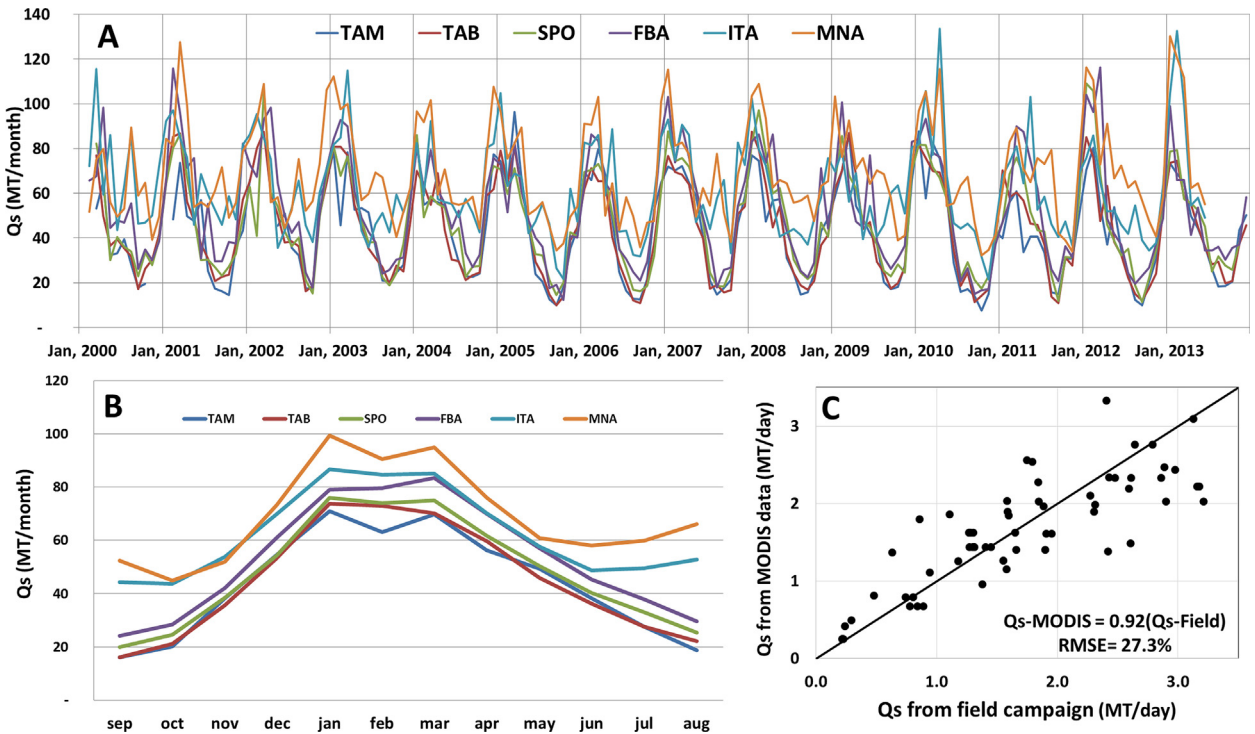 A
TAM TAB SPO FBA ITA MNA
Qs (MT/month)
140
120
100
80
60
40
20
-
Jan, 2000 Jan, 2001 Jan, 2002 Jan, 2003 Jan, 2004 Jan, 2005 Jan, 2006 Jan, 2007 Jan, 2008 Jan, 2009 Jan, 2010 Jan, 2011 Jan, 2012 Jan, 2013
B
TAM TAB SPO FBA ITA MNA
Qs (MT/month)
120
100
80
60
40
20
-
sep oct nov dec jan feb mar apr may jun jul aug
C
Qs from MODIS data (MT/day)
3
2
1
0
Qs-MODIS = 0.92(Qs-Field)
RMSE= 27.3%
0.0 1.0 2.0 3.0
Qs from field campaign (MT/day)